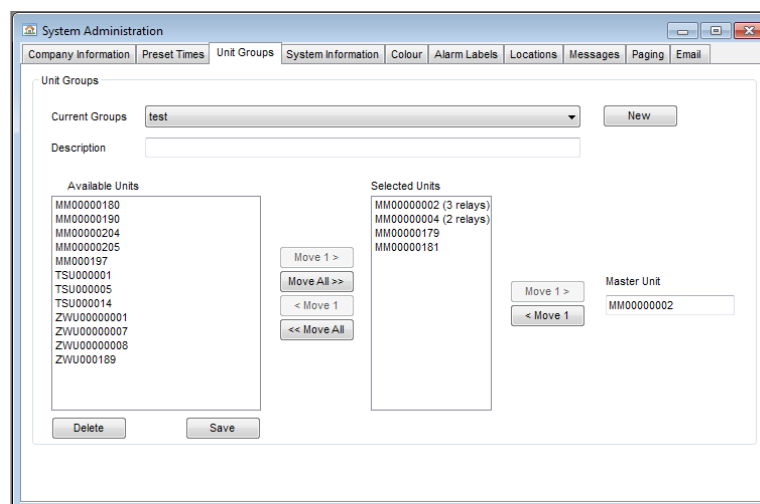 System Administration
Company Information Preset Times Unit Groups System Information Colour Alarm Labels Locations Messages Paging Email
Unit Groups
Current Groups test New
Description
Available Units
MM00000180
MM00000190
MM00000204
MM00000205
MM000197
TSU000001
TSU000005
TSU000014
ZWU00000001
ZWU00000007
ZWU00000008
ZWU000189
Move 1 >
Move All >>
< Move 1
<< Move All
Selected Units
MM00000002 (3 relays)
MM00000004 (2 relays)
MM00000179
MM00000181
Move 1 >
< Move 1
Master Unit
MM00000002
Delete Save